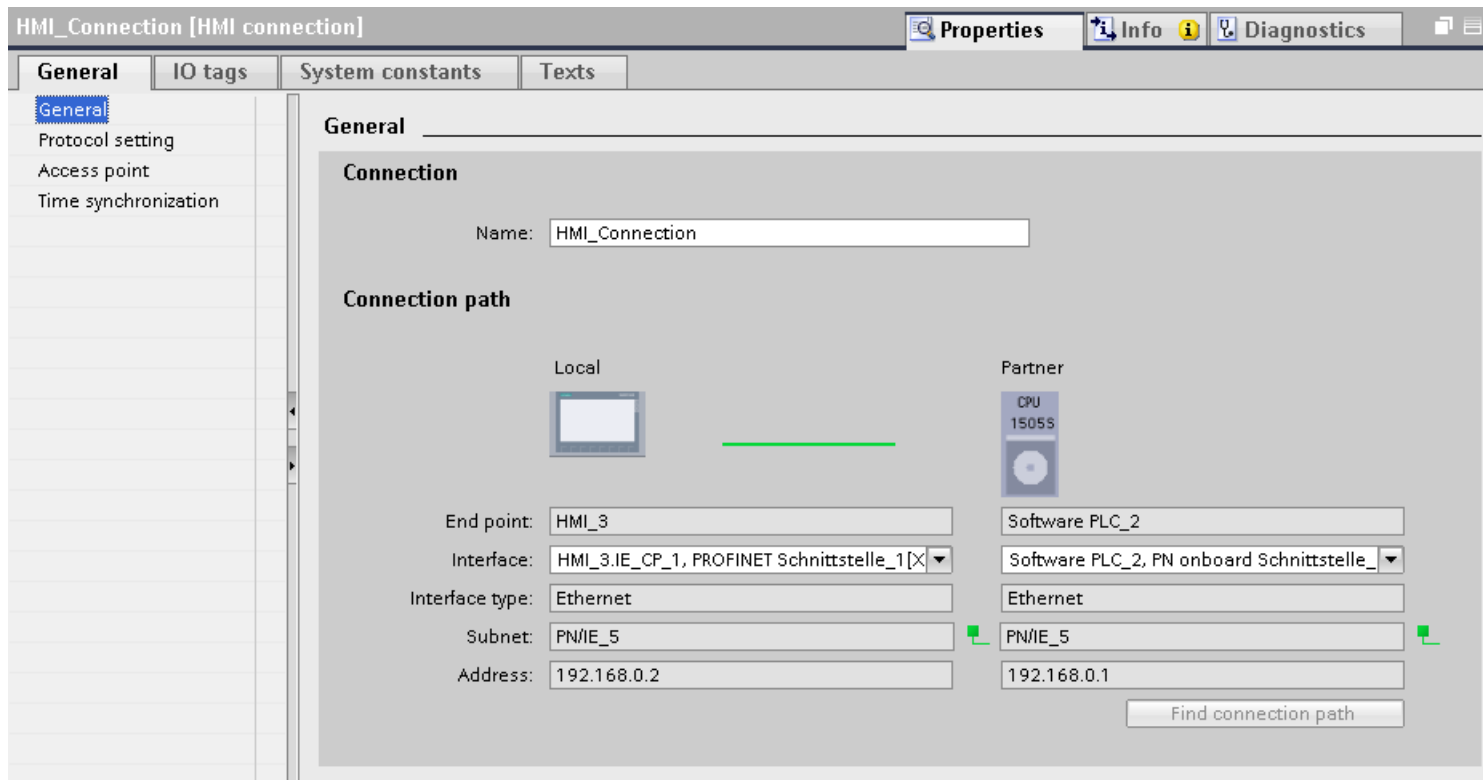 HMI_Connection [HMI connection]
Properties
Info
Diagnostics
General
IO tags
System constants
Texts
General
Protocol setting
Access point
Time synchronization
General
Connection
Name: HMI_Connection
Connection path
Local
Partner
CPU
1505S
End point: HMI_3
Software PLC_2
Interface: HMI_3.IE_CP_1, PROFINET Schnittstelle_1[X
Software PLC_2, PN onboard Schnittstelle_
Interface type: Ethernet
Ethernet
Subnet: PN/IE_5
PN/IE_5
Address: 192.168.0.2
192.168.0.1
Find connection path